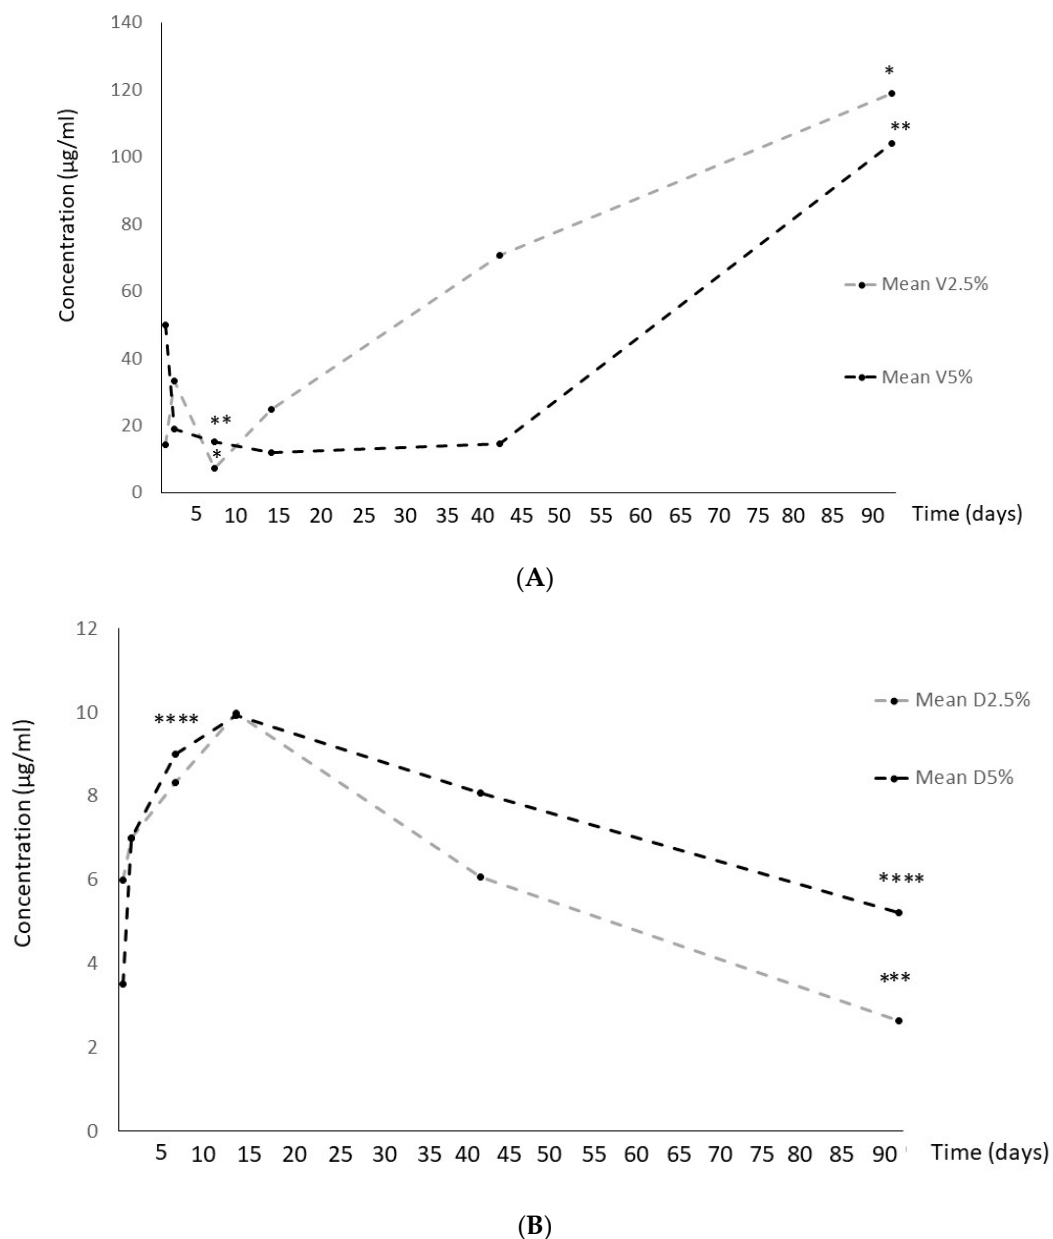 140
120
100
80
60
40
20
0
Concentration (µg/ml)
*
**
**
*
Mean V2.5%
Mean V5%
5 10 15 20 25 30 35 40 45 50 55 60 65 70 75 80 85 90 Time (days)
(A)
12
10
8
6
4
2
0
Concentration (µg/ml)
****
****
***
Mean D2.5%
Mean D5%
5 10 15 20 25 30 35 40 45 50 55 60 65 70 75 80 85 90 Time (days)
(B)